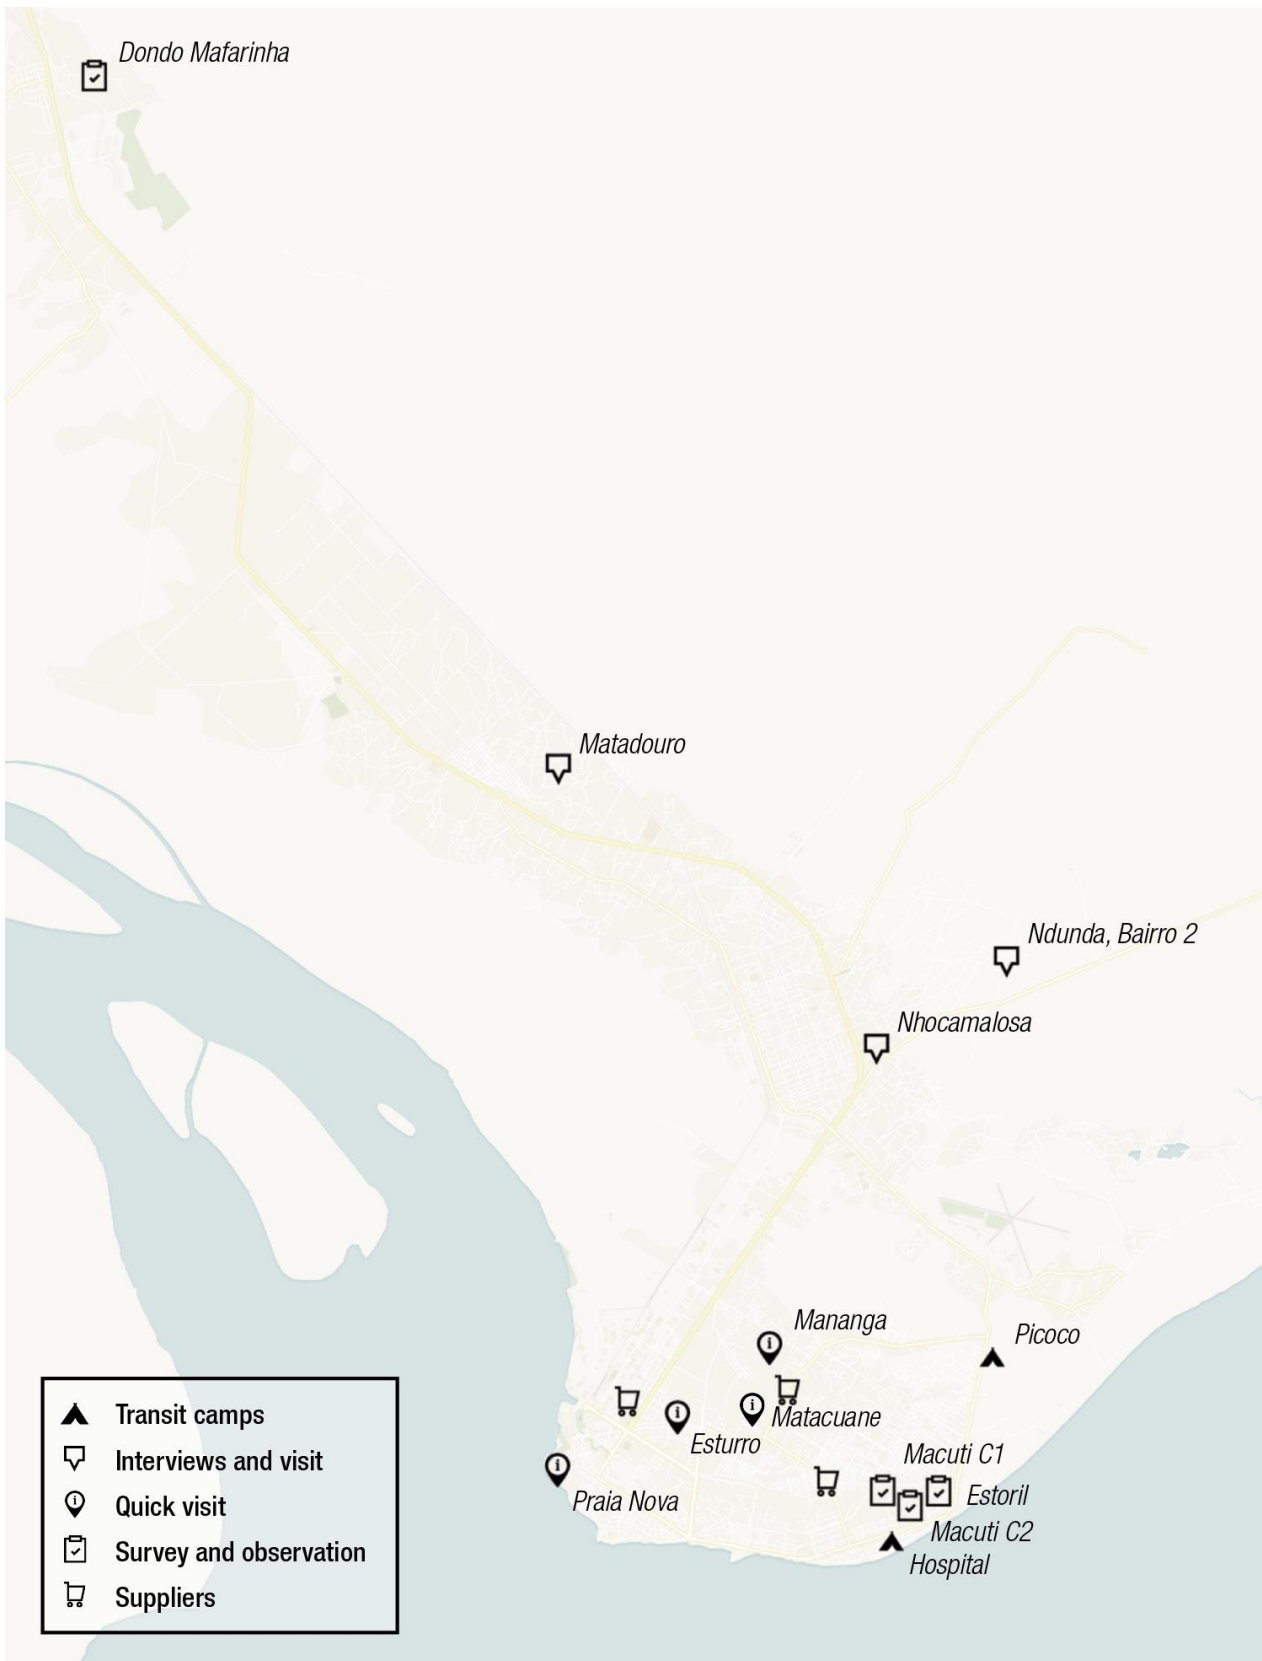 Dondo Mafarinha
Matadouro
Ndunda, Bairro 2
Nhocamalosa
Mananga
Picoco
Matacuane
Esturro
Macuti C1
Praia Nova
Estoril
Macuti C2
Hospital
Transit camps
Interviews and visit
Quick visit
Survey and observation
Suppliers